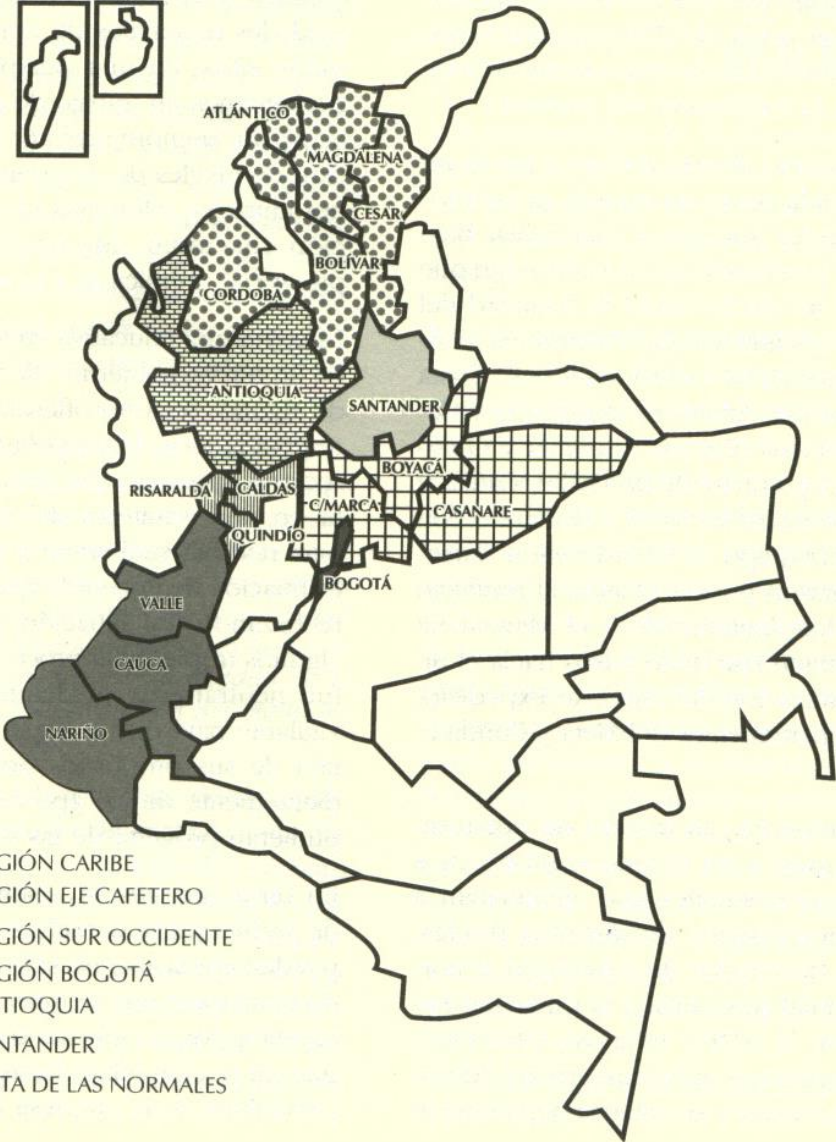 ATLÁNTICO
MAGDALENA
CESAR
BOLÍVAR
CORDOBA
ANTIOQUIA
SANTANDER
BOYACÁ
RISARALDA
CALDAS
C/MARCA
CASANARE
QUINDÍO
BOGOTÁ
VALLE
CAUCA
NARIÑO
GIÓN CARIBE
GIÓN EJE CAFETERO
GIÓN SUR OCCIDENTE
GIÓN BOGOTÁ
TIOQUIA
NTANDER
TA DE LAS NORMALES